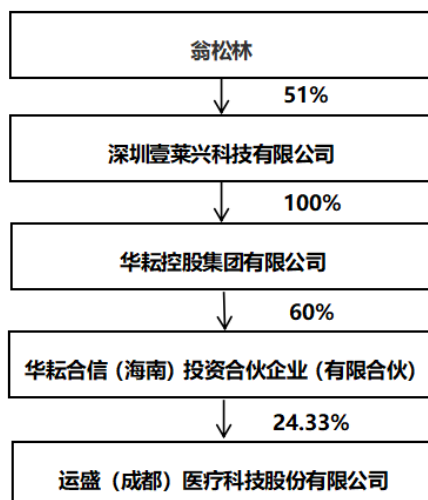 翁松林
51%
深圳壹莱兴科技有限公司
100%
华耘控股集团有限公司
60%
华耘合信（海南）投资合伙企业（有限合伙）
24.33%
运盛（成都）医疗科技股份有限公司